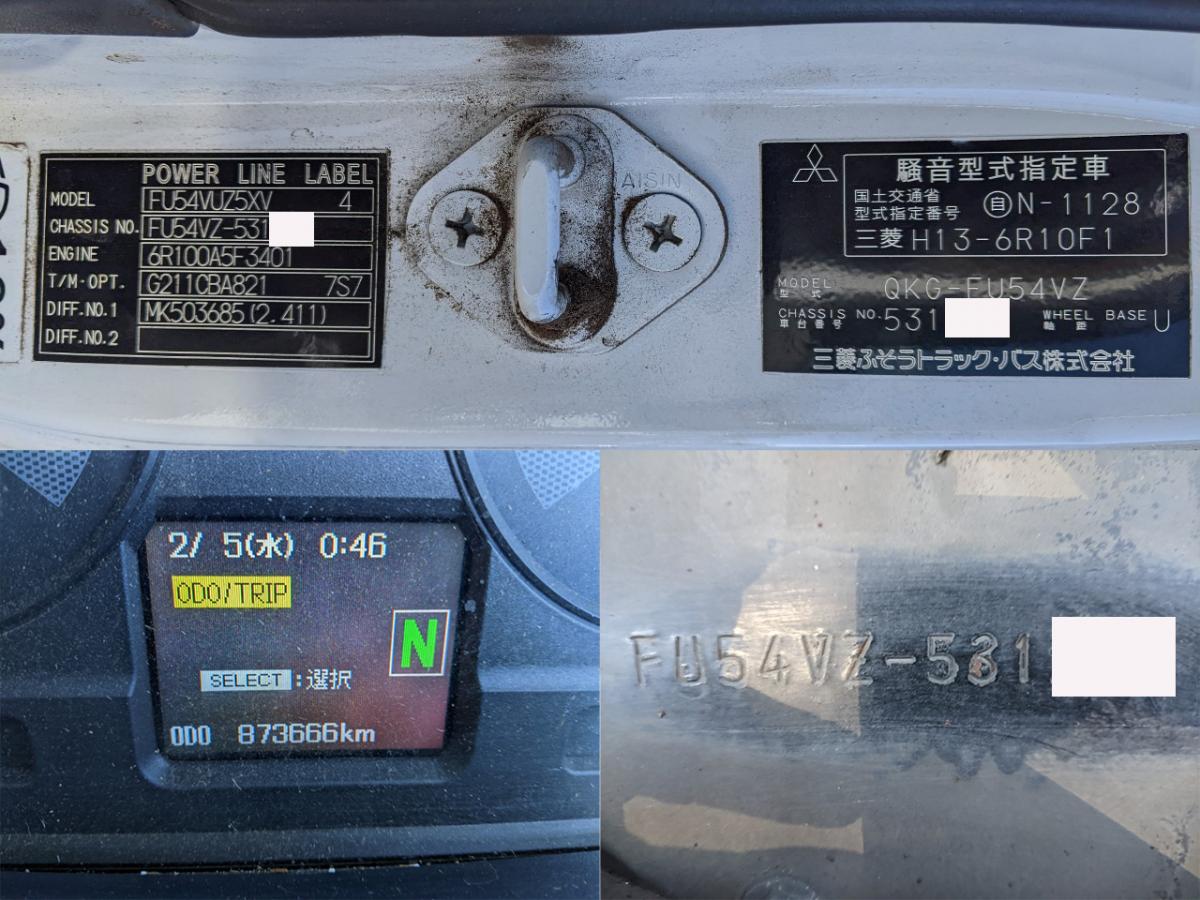 POWER LINE LABEL
MODEL FU54VUZ5XV 4
CHASSIS NO. FU54VZ-531
ENGINE 6R100A5F3401
T/M·OPT. G211CBA821 7S7
DIFF.NO.1 MK503685(2.411)
DIFF.NO.2
AISIN
騒音型式指定車
国土交通省
型式指定番号 自N-1128
三菱 H13-6R10F1
MODEL
型式 QKG-FU54VZ
CHASSIS NO. 531 WHEEL BASE U
車台番号 軸距
三菱ふそうトラック・バス株式会社
2/ 5(水) 0:46
ODO/TRIP
N
SELECT :選択
ODO 873666km
FU54VZ-531